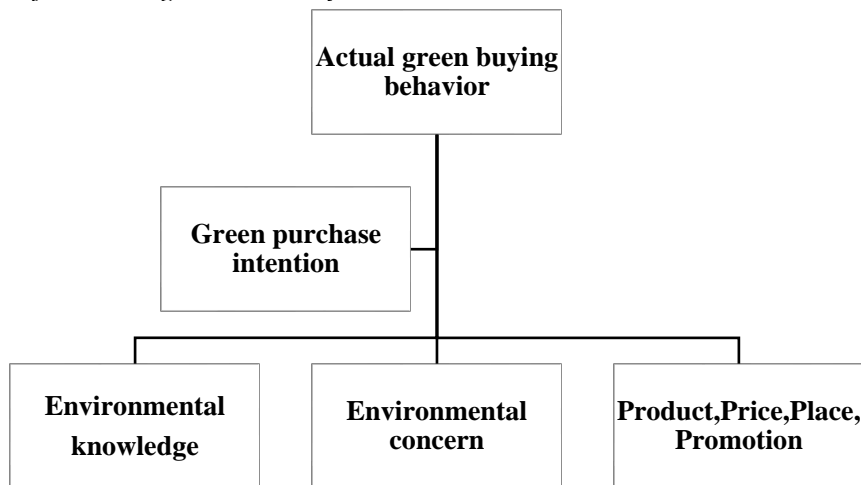 Actual green buying
behavior
Green purchase
intention
Environmental
knowledge
Environmental
concern
Product,Price,Place,
Promotion